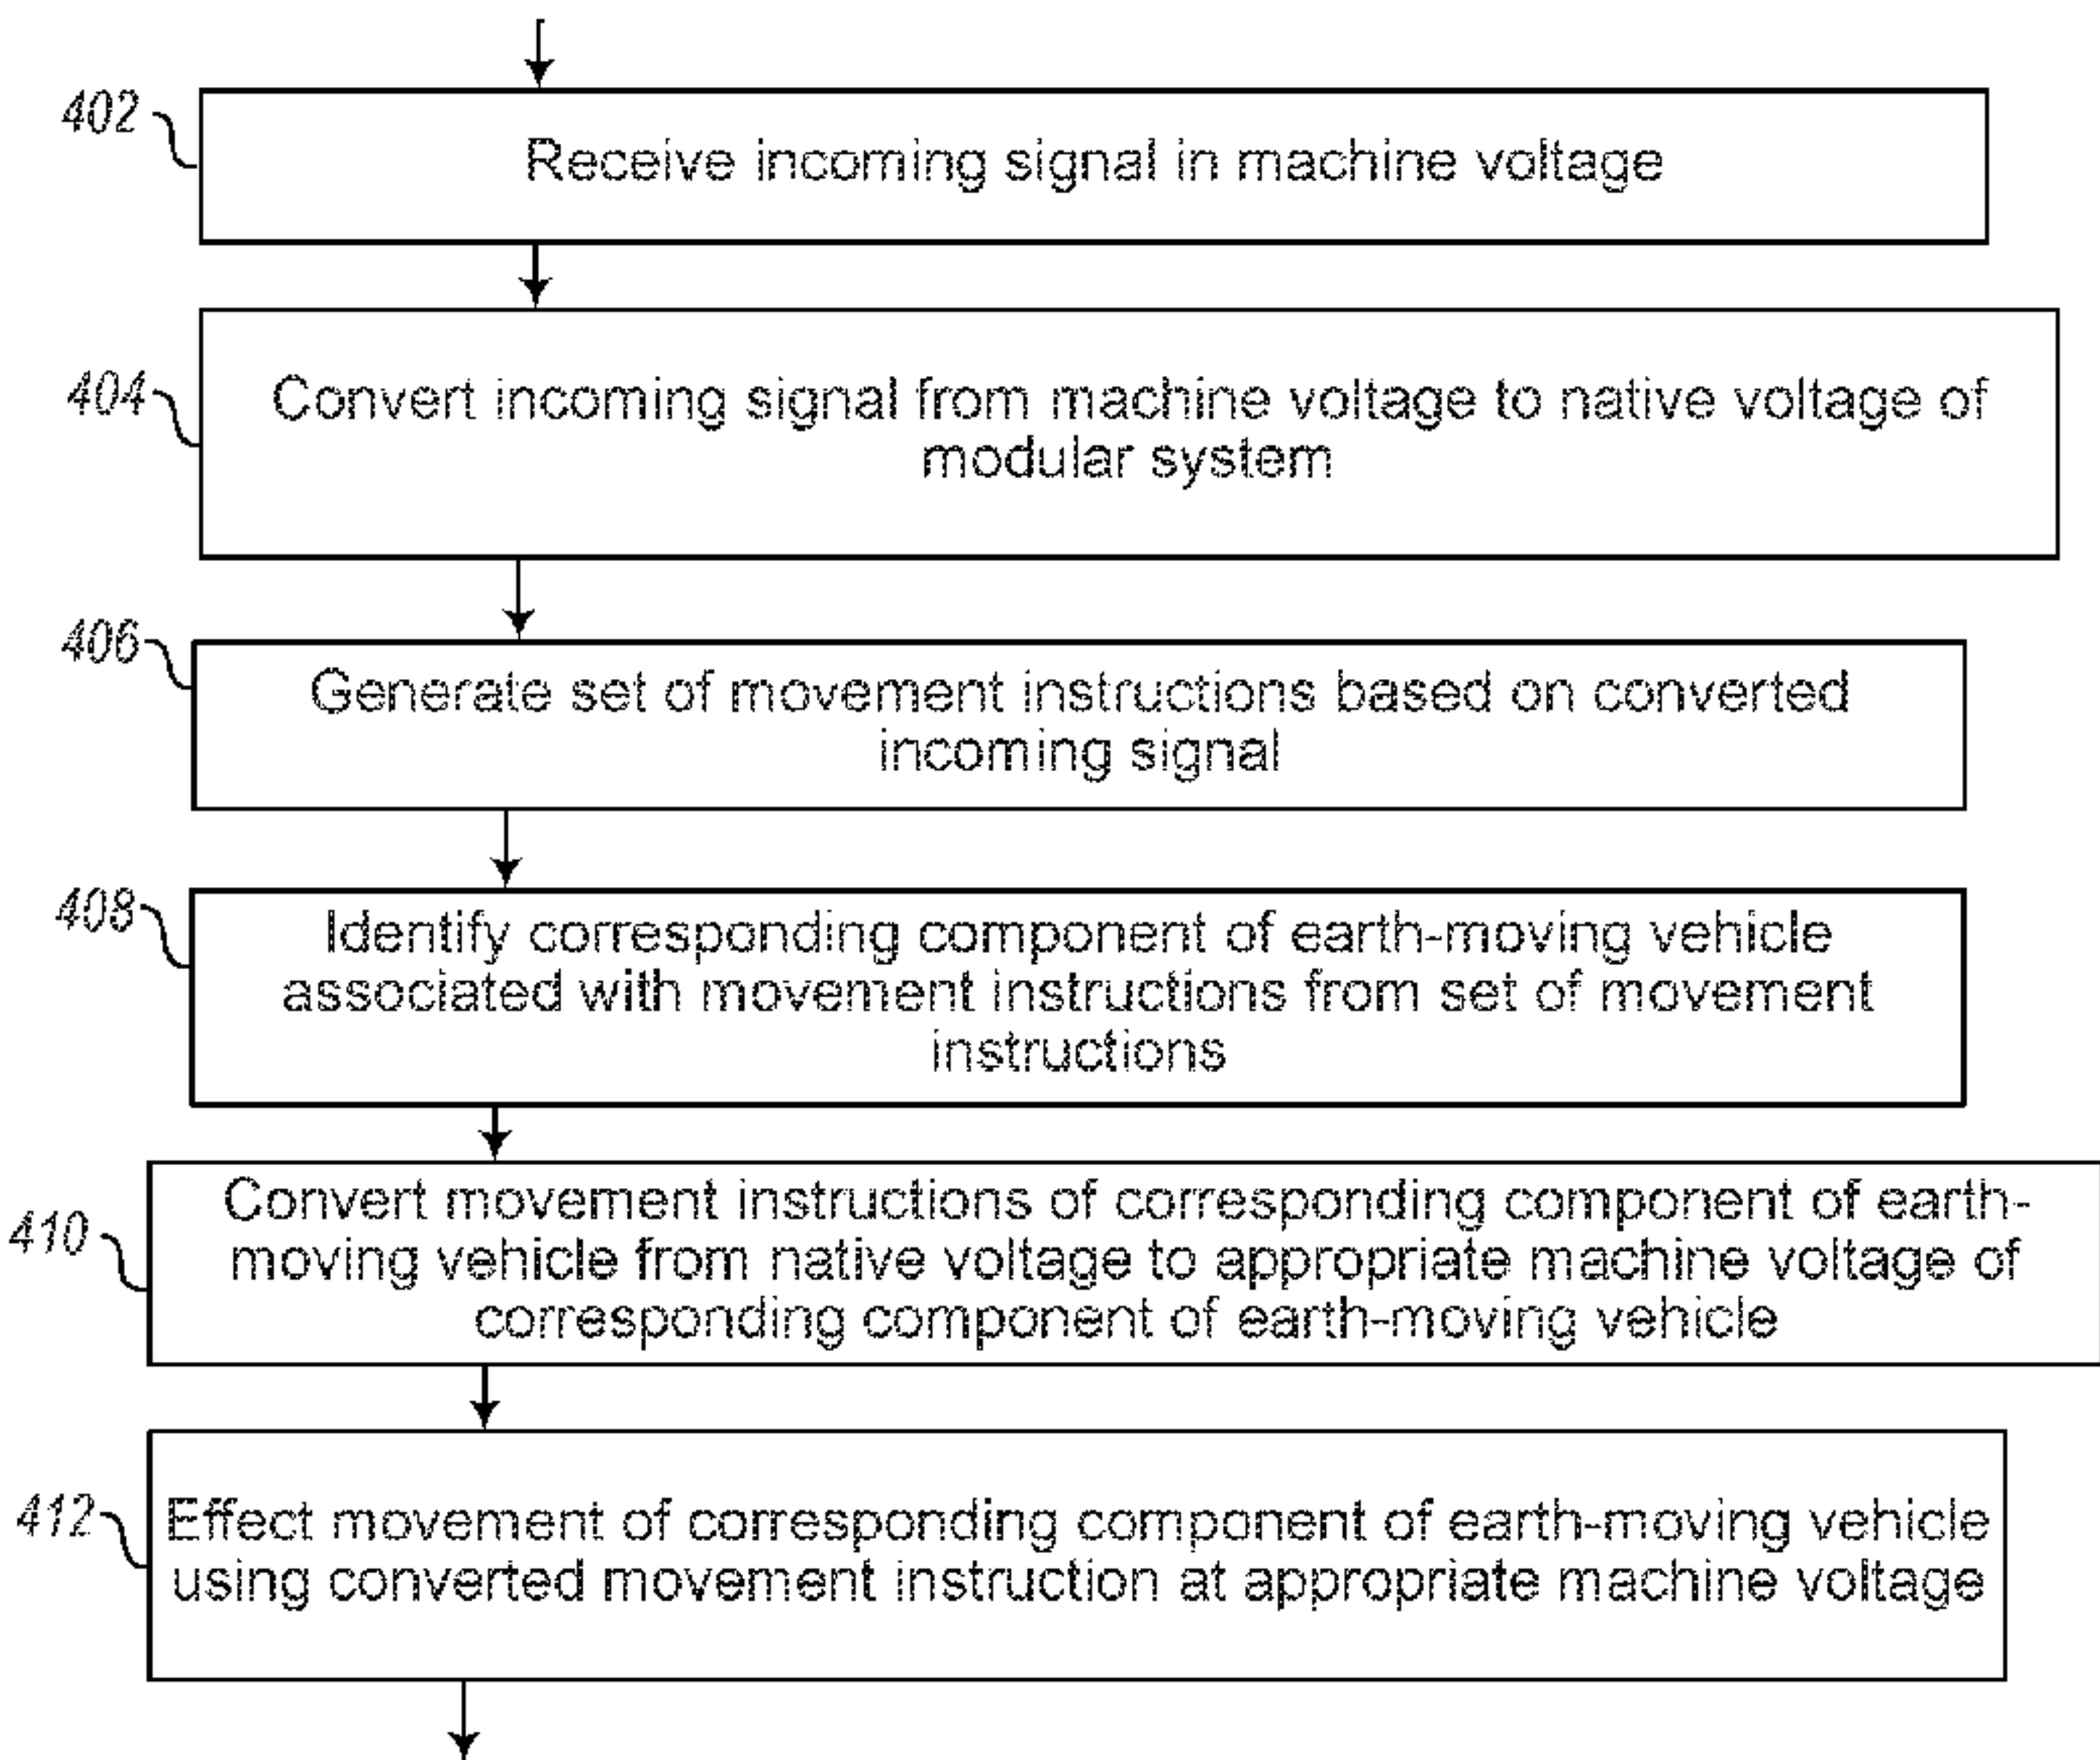 402
Receive incoming signal in machine voltage
404
Convert incoming signal from machine voltage to native voltage of
modular system
406
Generate set of movement instructions based on converted
incoming signal
408
Identify corresponding component of earth-moving vehicle
associated with movement instructions from set of movement
instructions
410
Convert movement instructions of corresponding component of earth-
moving vehicle from native voltage to appropriate machine voltage of
corresponding component of earth-moving vehicle
412
Effect movement of corresponding component of earth-moving vehicle
using converted movement instruction at appropriate machine voltage